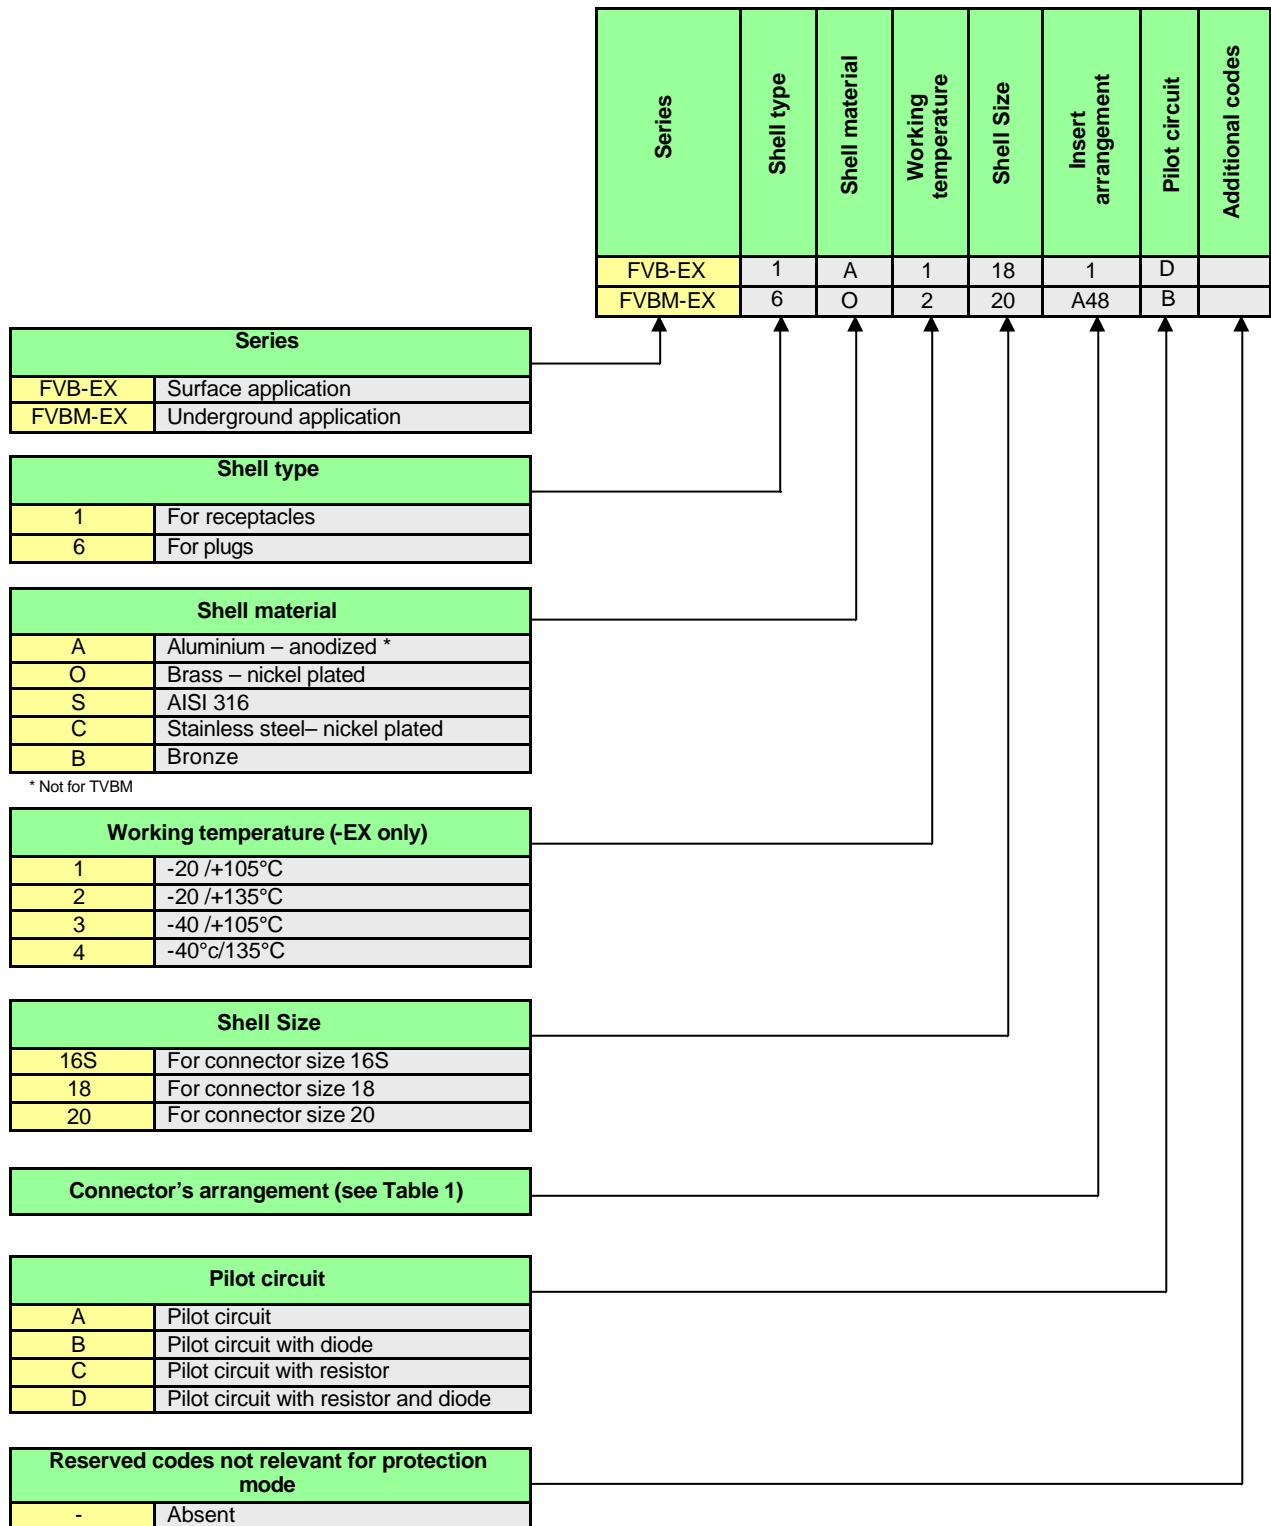 Series
Shell type
Shell material
Working
temperature
Shell Size
Insert
arrangement
Pilot circuit
Additional codes
FVB-EX 1 A 1 18 1 D
FVBM-EX 6 O 2 20 A48 B
Series
FVB-EX Surface application
FVBM-EX Underground application
Shell type
1 For receptacles
6 For plugs
Shell material
A Aluminium – anodized *
O Brass – nickel plated
S AISI 316
C Stainless steel– nickel plated
B Bronze
* Not for TVBM
Working temperature (-EX only)
1 -20 /+105°C
2 -20 /+135°C
3 -40 /+105°C
4 -40°c/135°C
Shell Size
16S For connector size 16S
18 For connector size 18
20 For connector size 20
Connector’s arrangement (see Table 1)
Pilot circuit
A Pilot circuit
B Pilot circuit with diode
C Pilot circuit with resistor
D Pilot circuit with resistor and diode
Reserved codes not relevant for protection
mode
- Absent